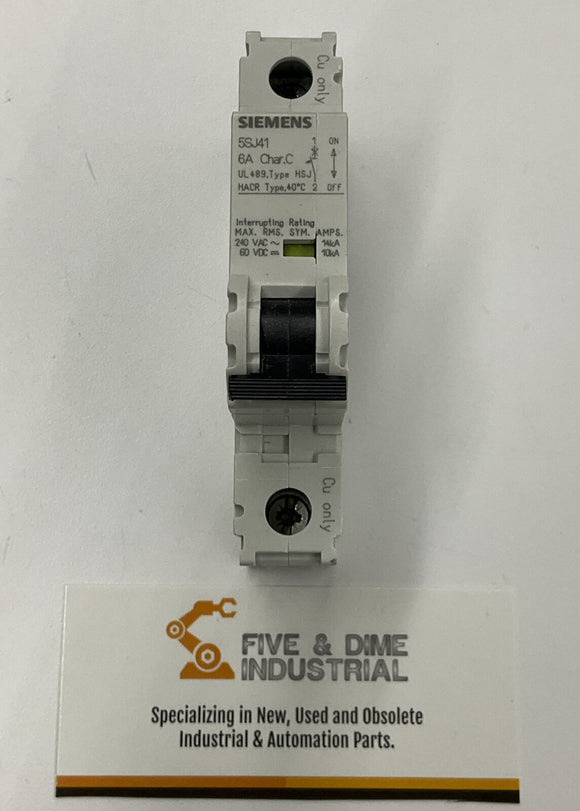 Cu only
SIEMENS
5SJ41 1 ON
6A Char.C
UL489,Type HSJ
HACR Type,40°C 2 OFF
Interrupting Rating
MAX. RMS. SYM. AMPS.
240 VAC ~ 14kA
60 VDC ⎓ 10kA
Cu only
FIVE & DIME
INDUSTRIAL
Specializing in New, Used and Obsolete
Industrial & Automation Parts.